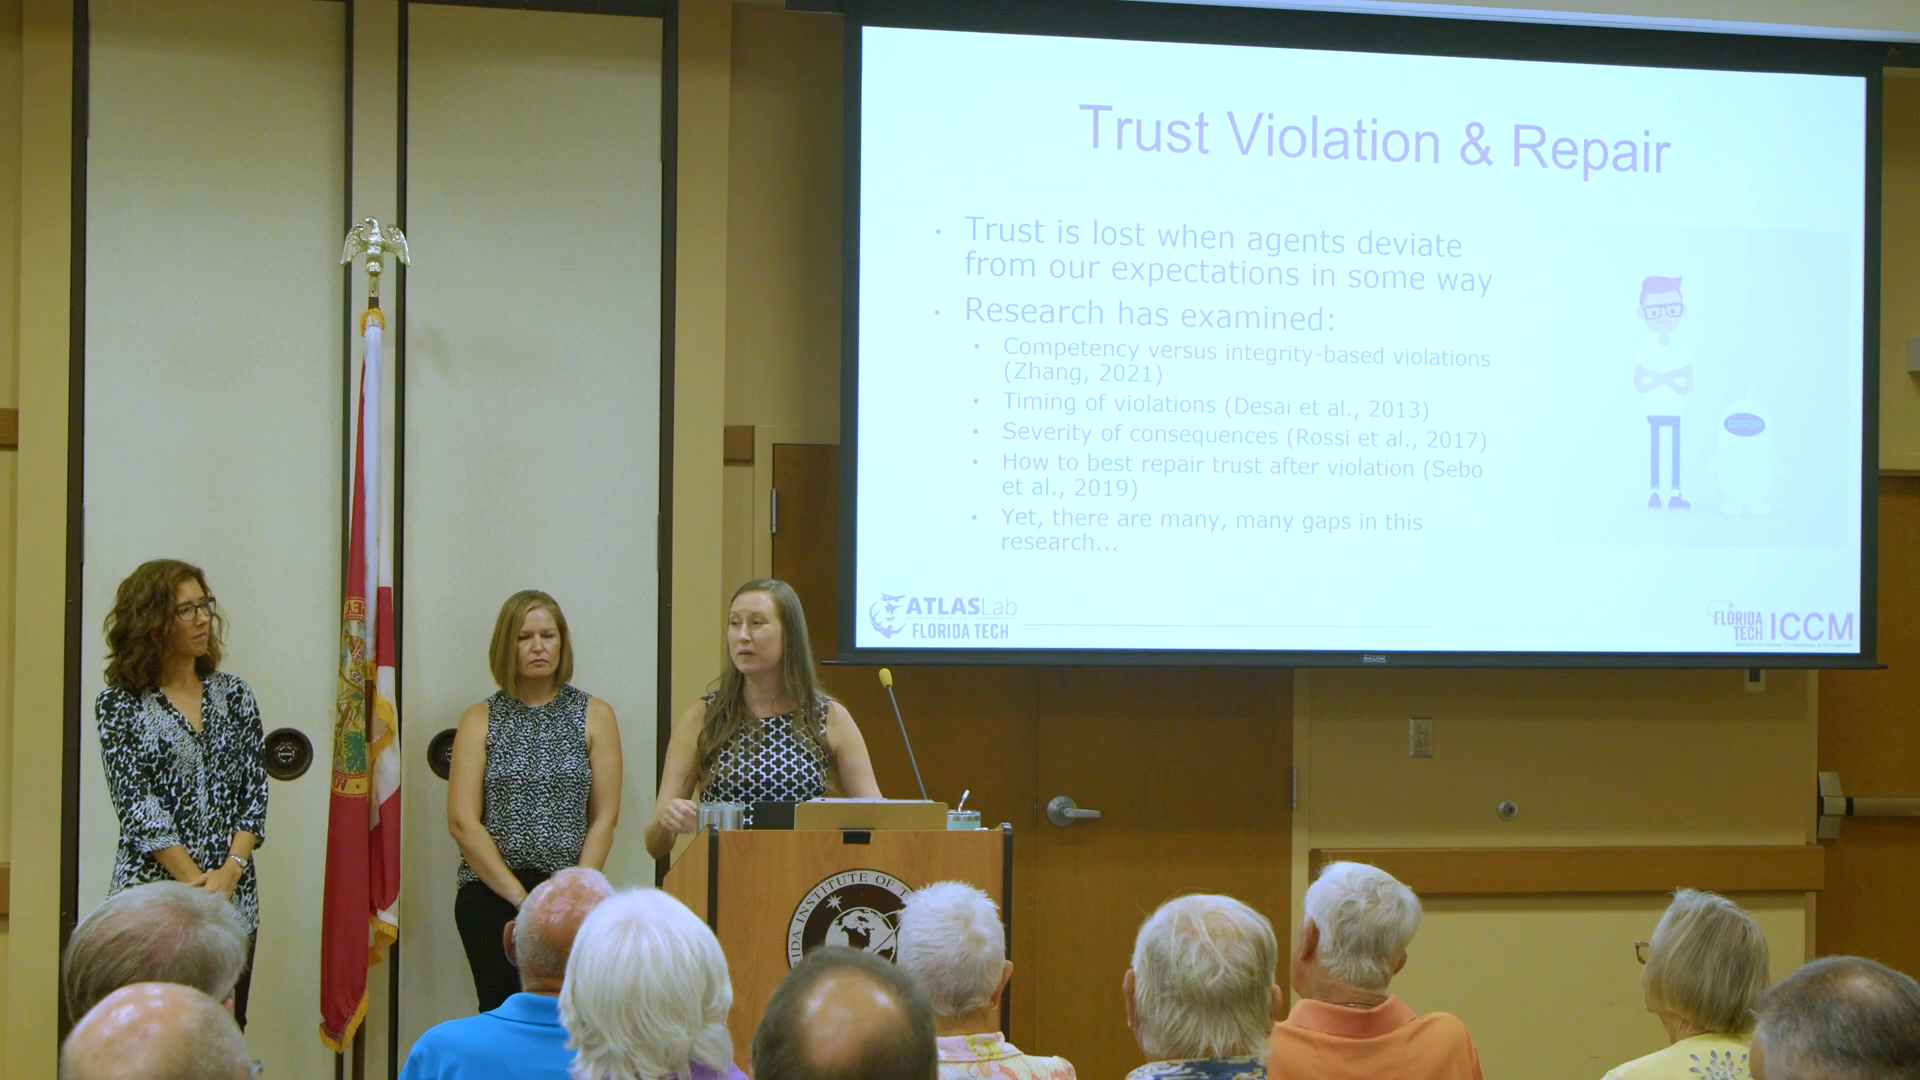 Trust Violation & Repair
• Trust is lost when agents deviate
from our expectations in some way
• Research has examined:
• Competency versus integrity-based violations
(Zhang, 2021)
• Timing of violations (Desai et al., 2013)
• Severity of consequences (Rossi et al., 2017)
• How to best repair trust after violation (Sebo
et al., 2019)
• Yet, there are many, many gaps in this
research...
ERROR
ATLASLab
FLORIDA TECH
FLORIDA
TECH
ICCM
INSTITUTE OF